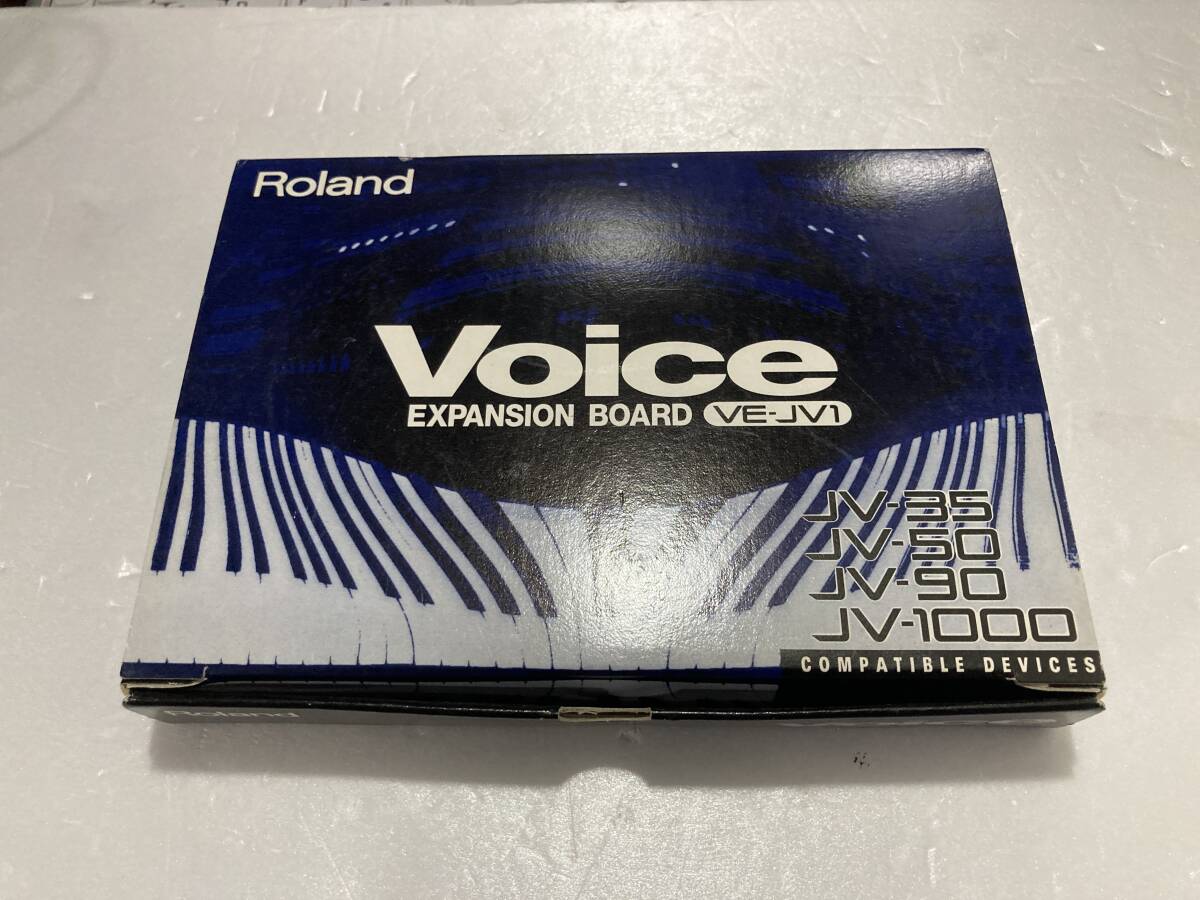 Roland
Voice
EXPANSION BOARD VE-JV1
JV-35
JV-50
JV-90
JV-1000
COMPATIBLE DEVICES
Roland